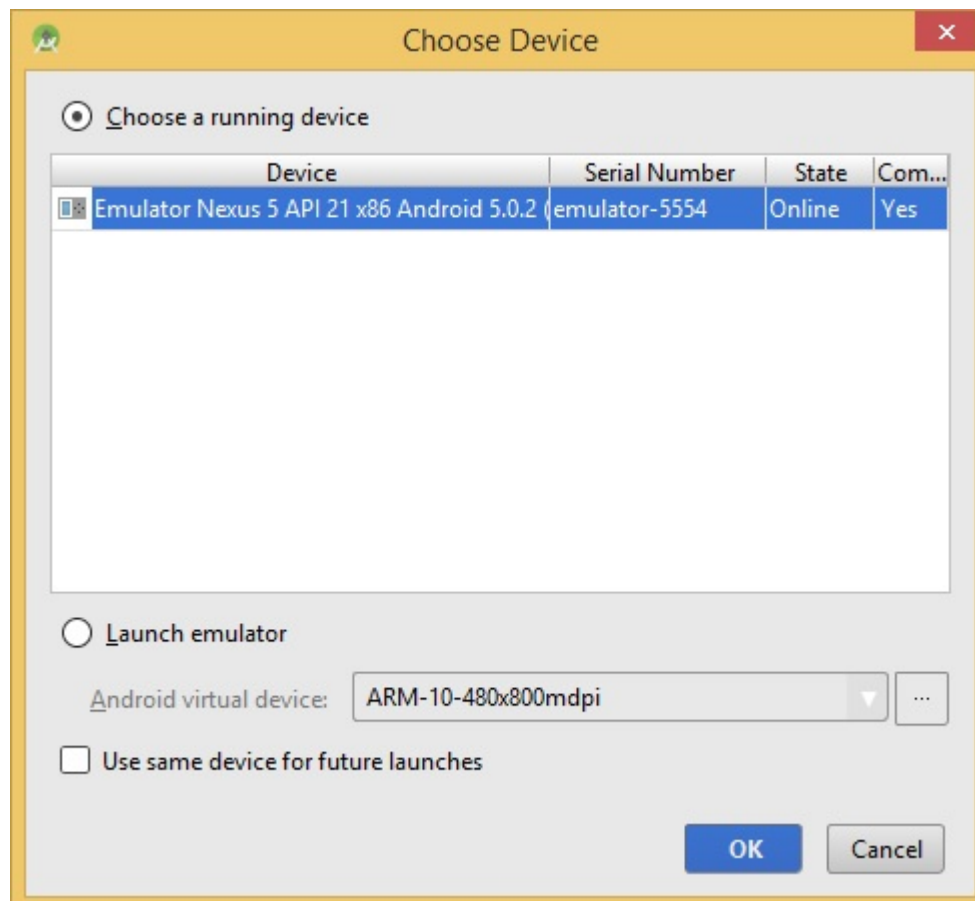 Choose Device
Choose a running device
Device Serial Number State Com...
Emulator Nexus 5 API 21 x86 Android 5.0.2 ( emulator-5554 Online Yes
Launch emulator
Android virtual device: ARM-10-480x800mdpi ...
Use same device for future launches
OK Cancel